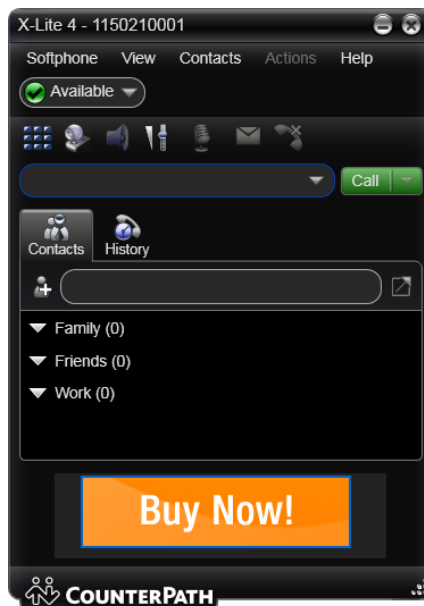 X-Lite 4 - 1150210001
Softphone View Contacts Actions Help
Available
Call
Contacts History
Family (0)
Friends (0)
Work (0)
Buy Now!
COUNTERPATH